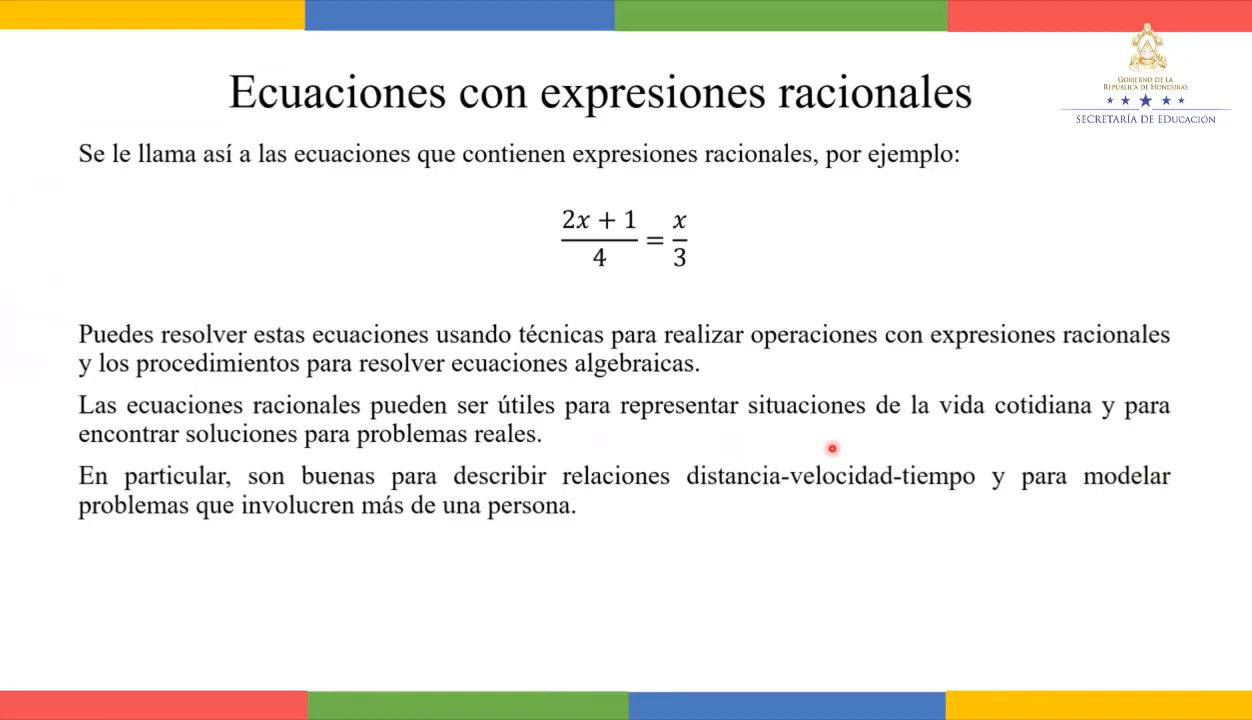 Ecuaciones con expresiones racionales
GOBIERNO DE LA
REPÚBLICA DE HONDURAS
SECRETARÍA DE EDUCACIÓN
Se le llama así a las ecuaciones que contienen expresiones racionales, por ejemplo:
2x + 1 / 4 = x / 3
Puedes resolver estas ecuaciones usando técnicas para realizar operaciones con expresiones racionales
y los procedimientos para resolver ecuaciones algebraicas.
Las ecuaciones racionales pueden ser útiles para representar situaciones de la vida cotidiana y para
encontrar soluciones para problemas reales.
En particular, son buenas para describir relaciones distancia-velocidad-tiempo y para modelar
problemas que involucren más de una persona.